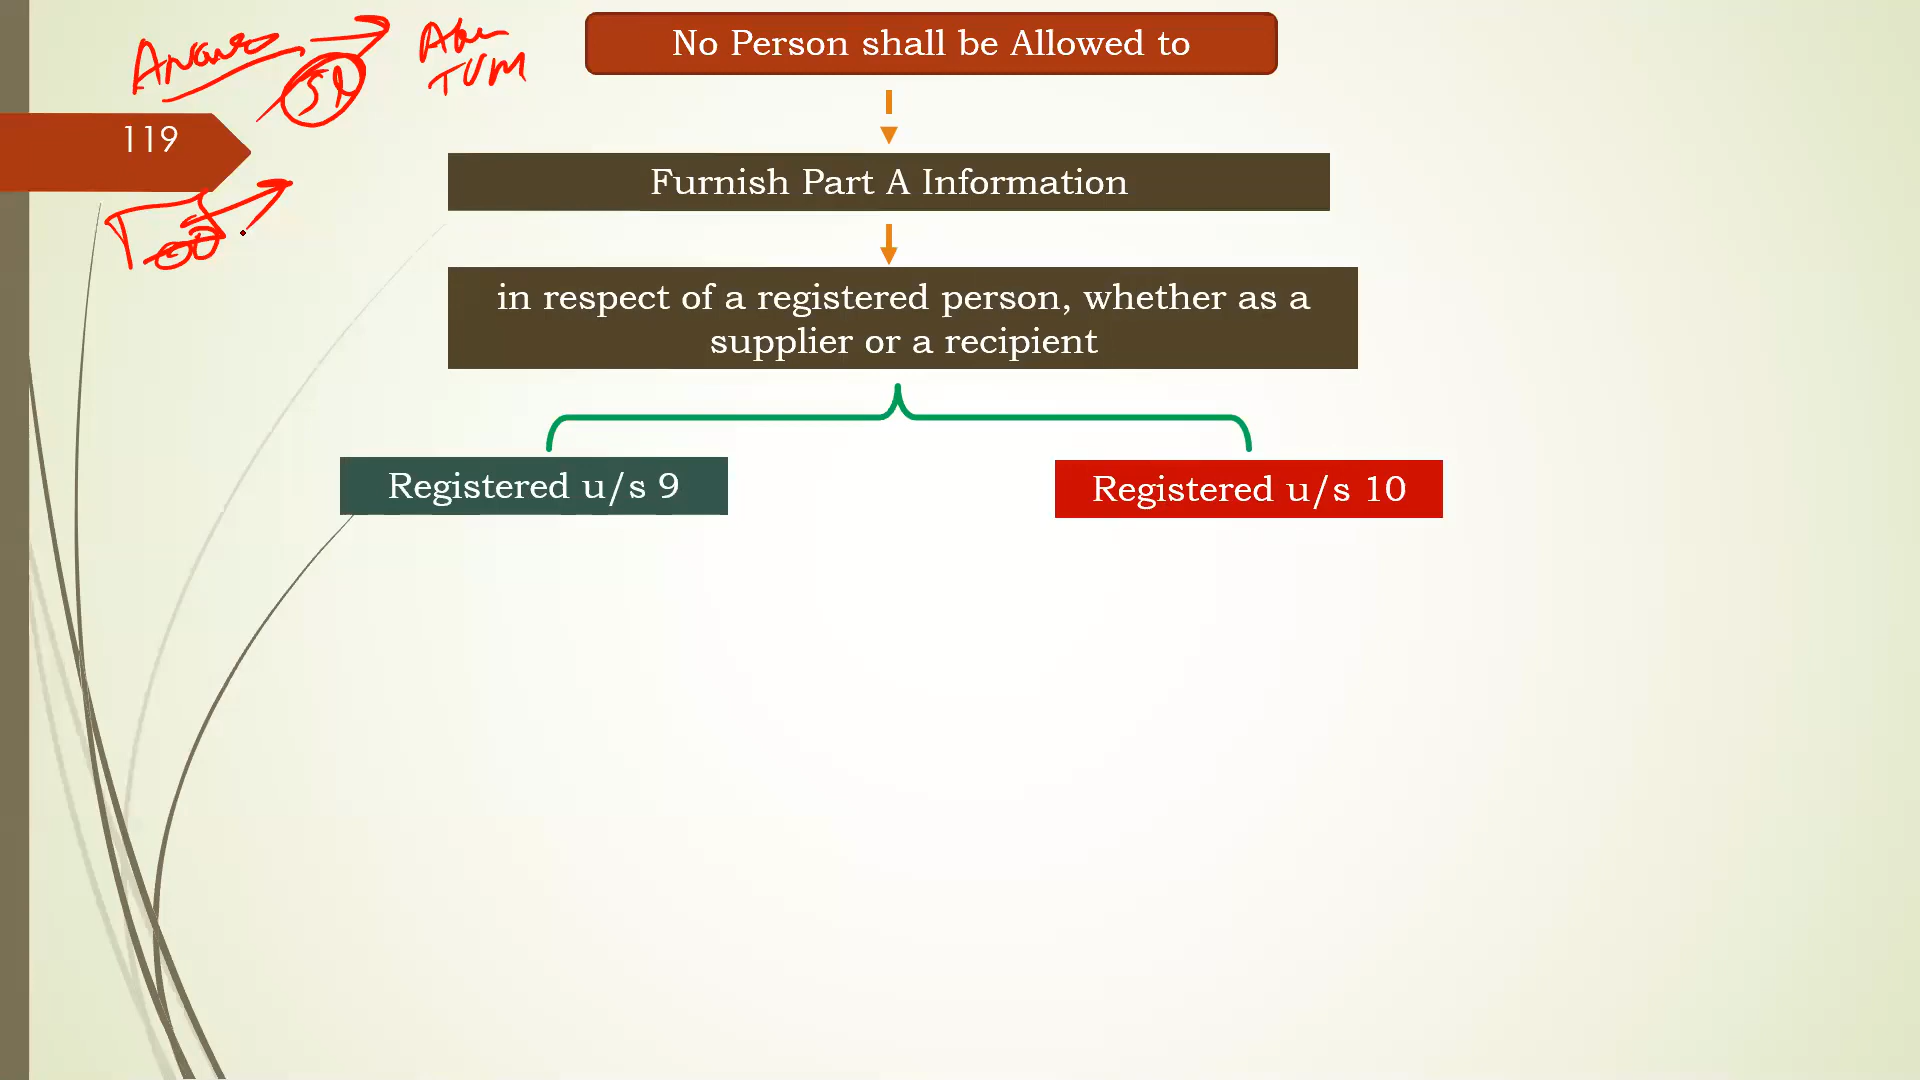 No Person shall be Allowed to
119
Furnish Part A Information
in respect of a registered person, whether as a
supplier or a recipient
Registered u/s 9
Registered u/s 10
TVM